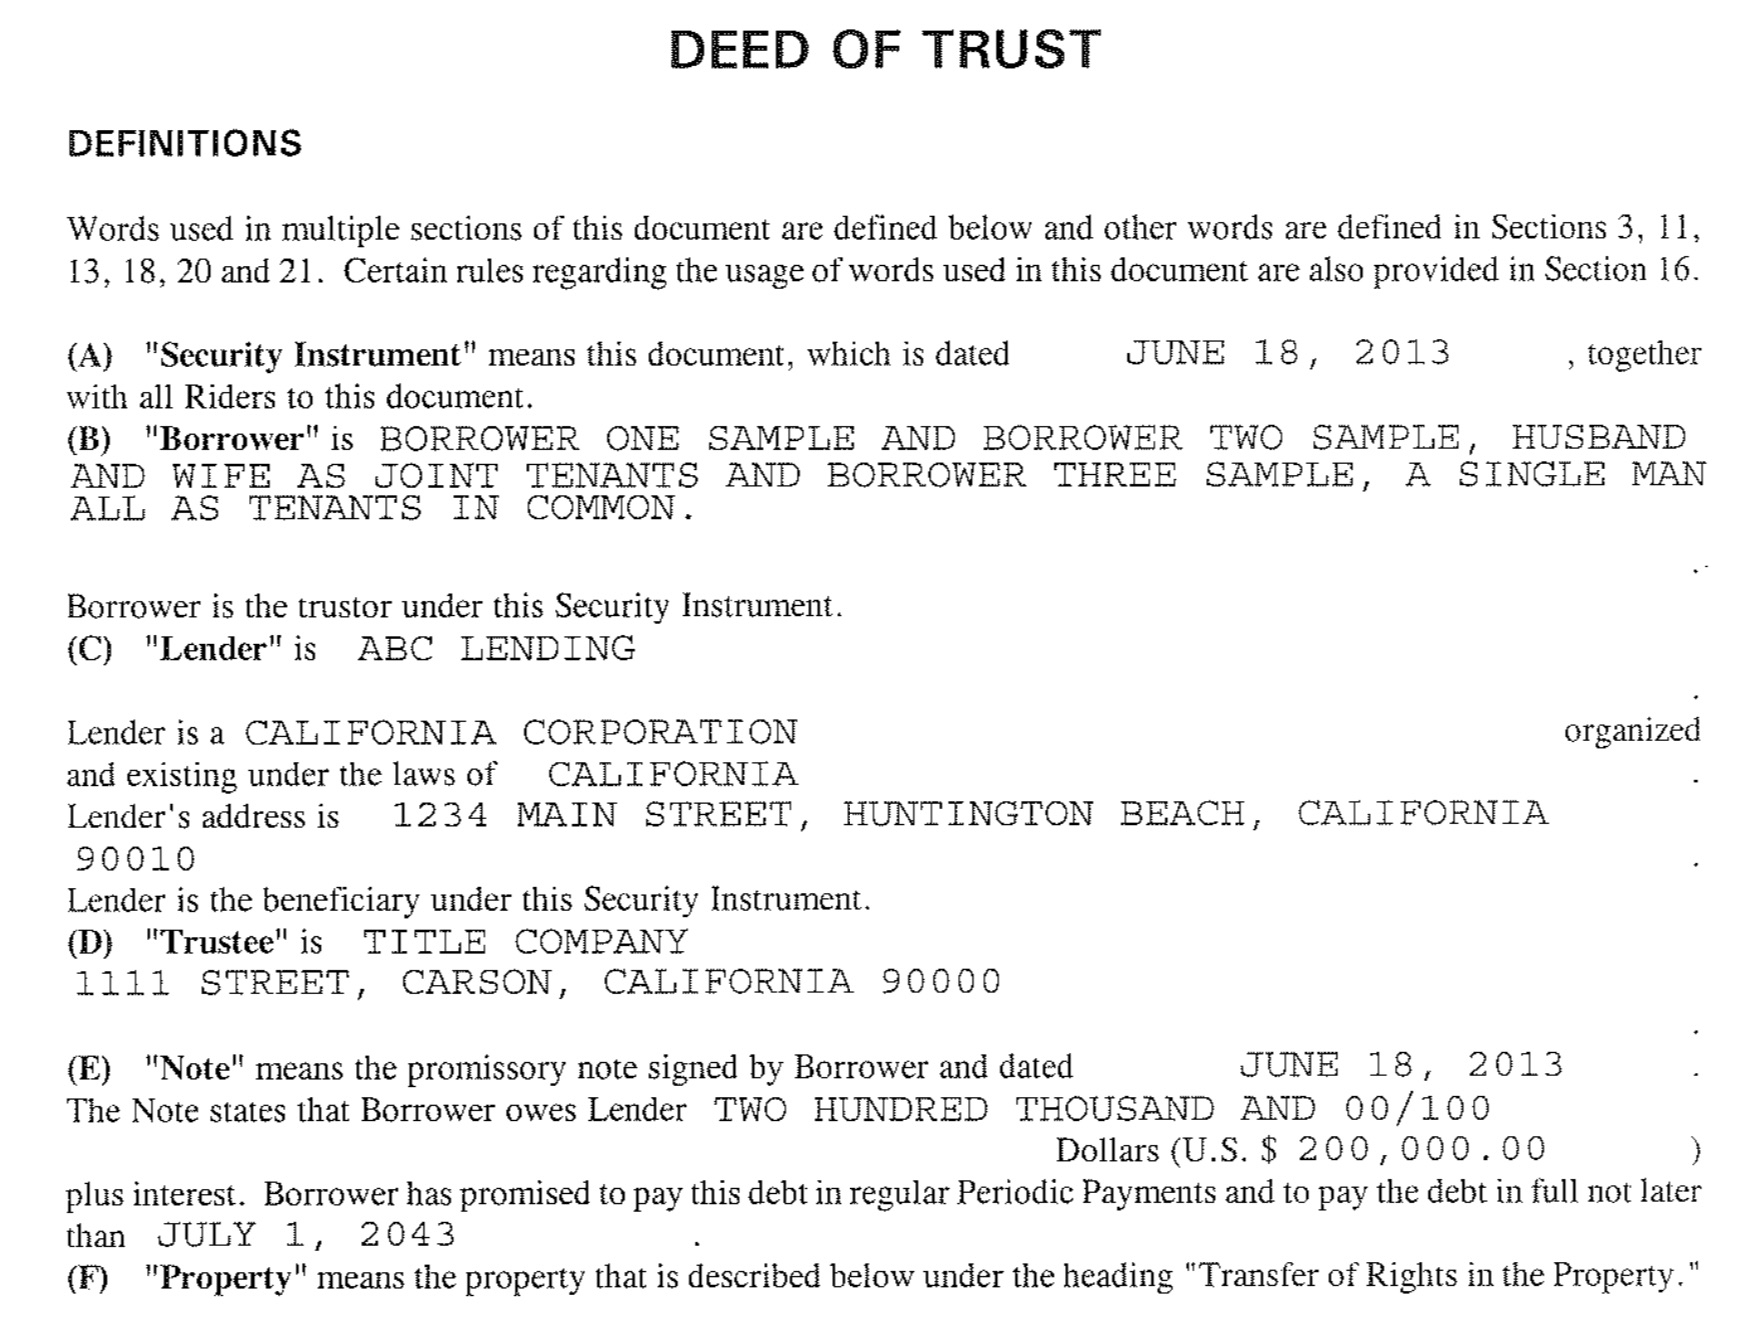 DEED OF TRUST
DEFINITIONS
Words used in multiple sections of this document are defined below and other words are defined in Sections 3, 11,
13, 18, 20 and 21. Certain rules regarding the usage of words used in this document are also provided in Section 16.
(A) "Security Instrument" means this document, which is dated JUNE 18, 2013 , together
with all Riders to this document.
(B) "Borrower" is BORROWER ONE SAMPLE AND BORROWER TWO SAMPLE, HUSBAND
AND WIFE AS JOINT TENANTS AND BORROWER THREE SAMPLE, A SINGLE MAN
ALL AS TENANTS IN COMMON.
.
Borrower is the trustor under this Security Instrument.
(C) "Lender" is ABC LENDING
.
Lender is a CALIFORNIA CORPORATION organized
and existing under the laws of CALIFORNIA .
Lender's address is 1234 MAIN STREET, HUNTINGTON BEACH, CALIFORNIA
90010 .
Lender is the beneficiary under this Security Instrument.
(D) "Trustee" is TITLE COMPANY
1111 STREET, CARSON, CALIFORNIA 90000
.
(E) "Note" means the promissory note signed by Borrower and dated JUNE 18, 2013 .
The Note states that Borrower owes Lender TWO HUNDRED THOUSAND AND 00/100
Dollars (U.S. $ 200,000.00 )
plus interest. Borrower has promised to pay this debt in regular Periodic Payments and to pay the debt in full not later
than JULY 1, 2043 .
(F) "Property" means the property that is described below under the heading "Transfer of Rights in the Property."